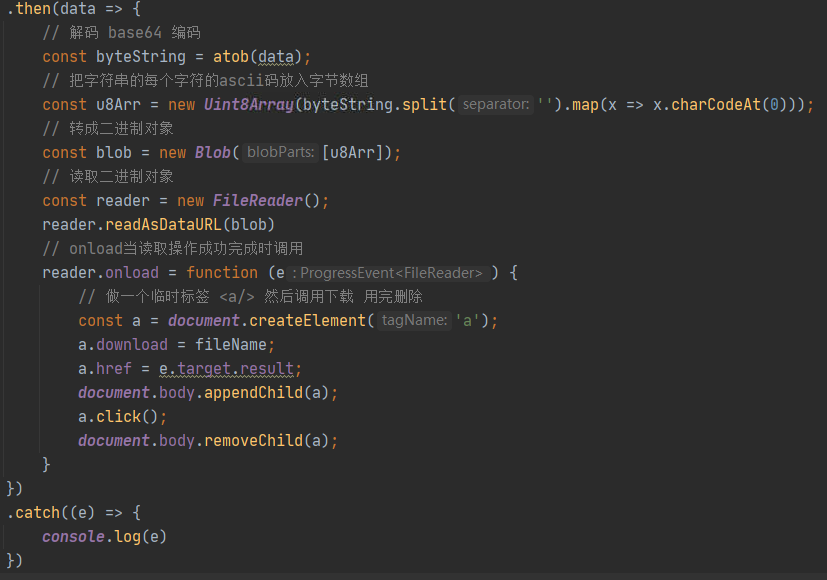 .then(data => {
// 解码 base64 编码
const byteString = atob(data);
// 把字符串的每个字符的ascii码放入字节数组
const u8Arr = new Uint8Array(byteString.split( separator: '').map(x => x.charCodeAt(0)));
// 转成二进制对象
const blob = new Blob( blobParts: [u8Arr]);
// 读取二进制对象
const reader = new FileReader();
reader.readAsDataURL(blob)
// onload当读取操作成功完成时调用
reader.onload = function (e : ProgressEvent<FileReader> ) {
// 做一个临时标签 <a/> 然后调用下载 用完删除
const a = document.createElement( tagName: 'a');
a.download = fileName;
a.href = e.target.result;
document.body.appendChild(a);
a.click();
document.body.removeChild(a);
}
})
.catch((e) => {
console.log(e)
})